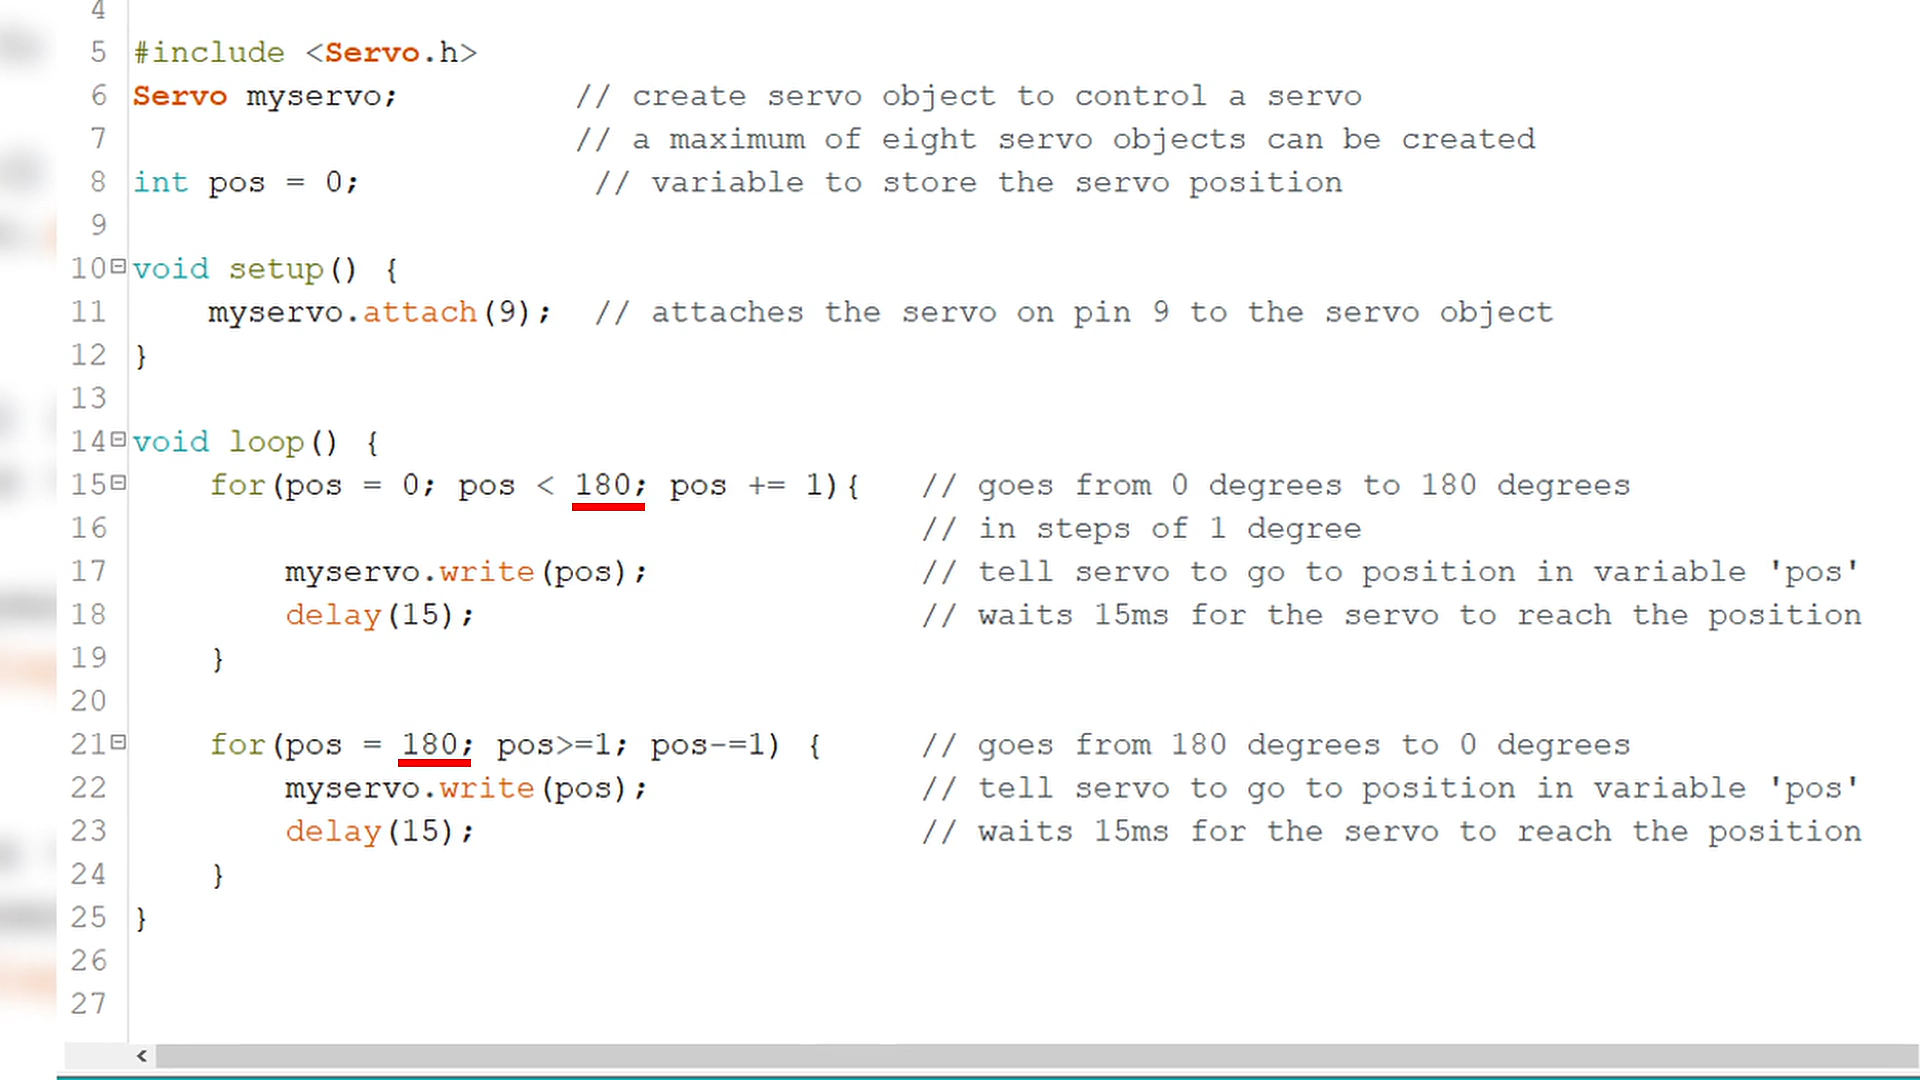 4
5 #include <Servo.h>
6 Servo myservo; // create servo object to control a servo
7 // a maximum of eight servo objects can be created
8 int pos = 0; // variable to store the servo position
9
10 void setup() {
11 myservo.attach(9); // attaches the servo on pin 9 to the servo object
12 }
13
14 void loop() {
15 for(pos = 0; pos < 180; pos += 1){ // goes from 0 degrees to 180 degrees
16 // in steps of 1 degree
17 myservo.write(pos); // tell servo to go to position in variable 'pos'
18 delay(15); // waits 15ms for the servo to reach the position
19 }
20
21 for(pos = 180; pos>=1; pos-=1) { // goes from 180 degrees to 0 degrees
22 myservo.write(pos); // tell servo to go to position in variable 'pos'
23 delay(15); // waits 15ms for the servo to reach the position
24 }
25 }
26
27